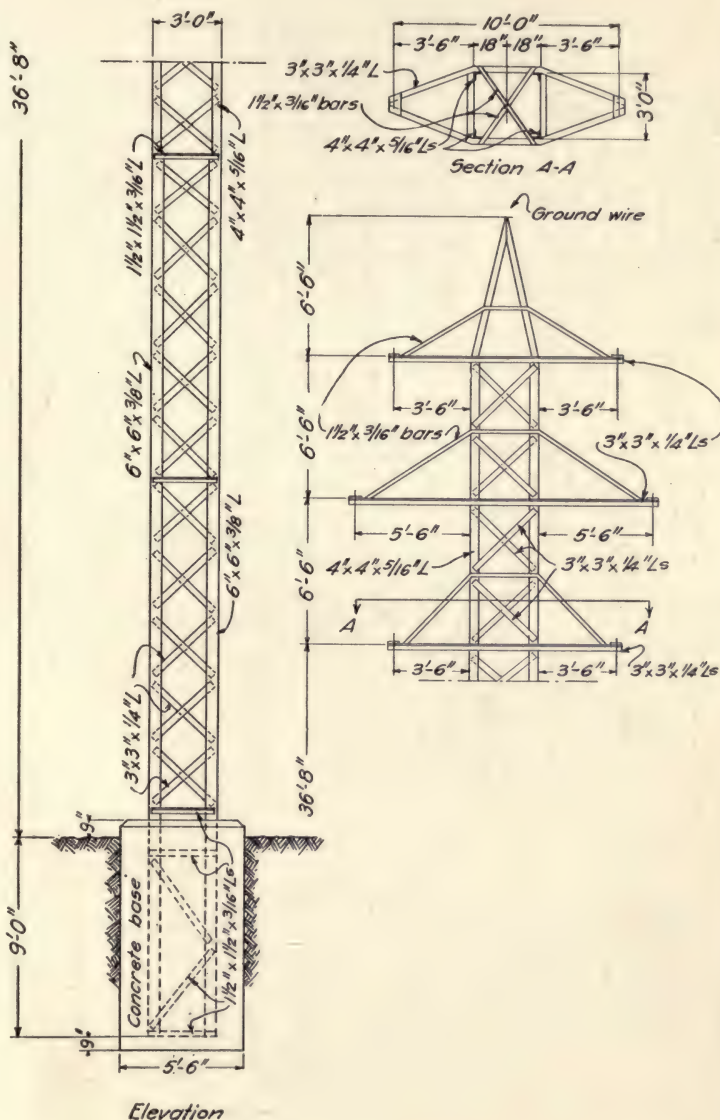 36'-8"
3'-0"
1½"x1½"x3/16"L
4"x4"x5/16"L
6"x6"x3/8"L
6"x6"x3/8"L
3"x3"x1/4"L
9"
9'-0"
Concrete base
1½"x1½"x3/16"Ls
9"
5'-6"
Elevation
10'-0"
3'-6" 18" 18" 3'-6"
3"x3"x1/4"L
1½"x3/16"bars
4"x4"x5/16"Ls
3'0"
Section A-A
Ground wire
6'-6"
3'-6" 3'-6"
1½"x3/16"bars
3"x3"x1/4"Ls
6'-6"
5'-6" 5'-6"
4"x4"x5/16"L
3"x3"x1/4"Ls
6'-6"
A A
3'-6" 3'-6"
3"x3"x1/4"Ls
36'-8"